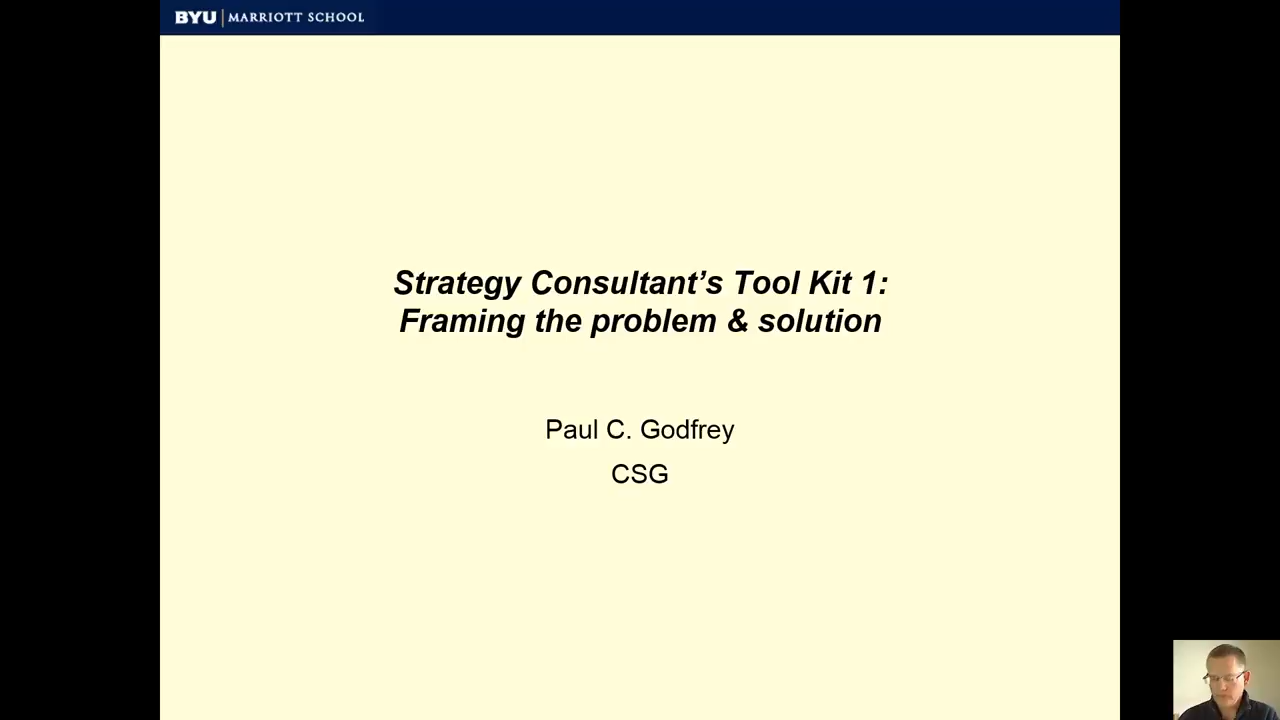 BYU | MARRIOTT SCHOOL
Strategy Consultant’s Tool Kit 1:
Framing the problem & solution
Paul C. Godfrey
CSG